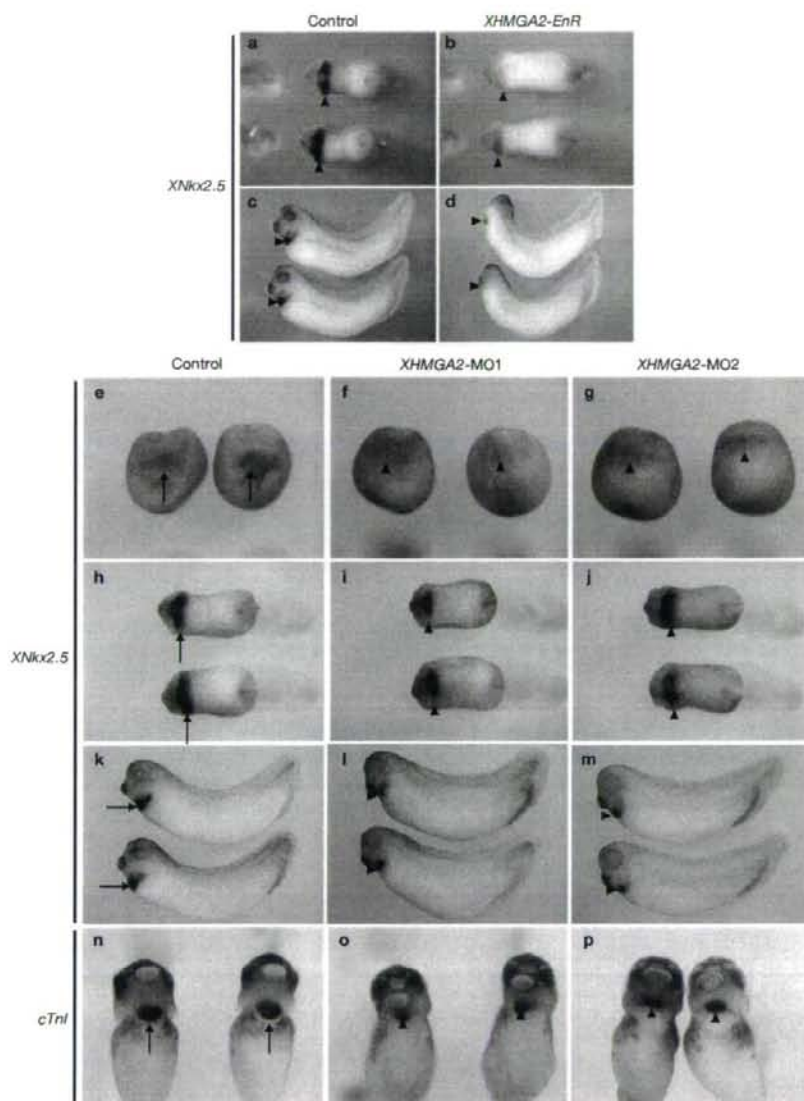 Control XHMGA2-EnR
a b
XNkx2.5
c d
Control XHMGA2-MO1 XHMGA2-MO2
e f g
h i j
XNkx2.5
k l m
n o p
cTnI